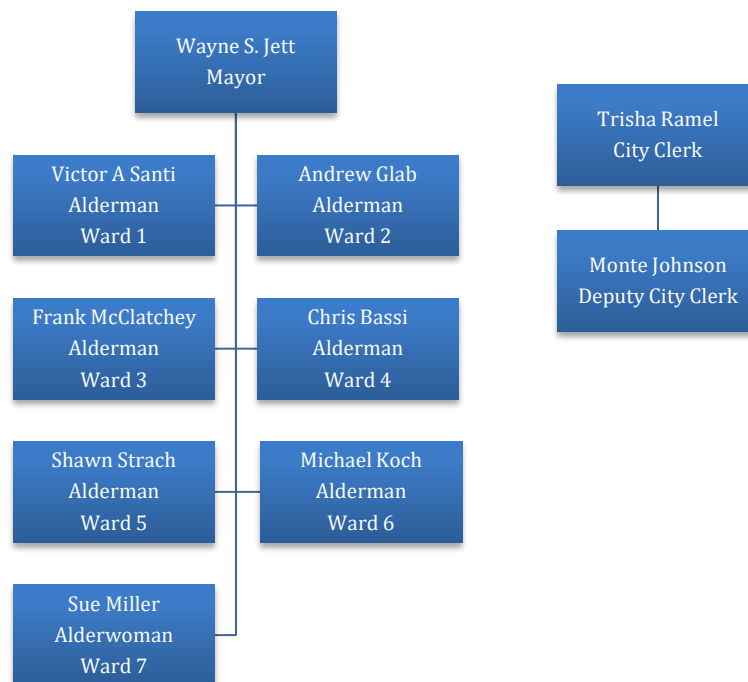 Wayne S. Jett
Mayor
Trisha Ramel
City Clerk
Victor A Santi
Alderman
Ward 1
Andrew Glab
Alderman
Ward 2
Monte Johnson
Deputy City Clerk
Frank McClatchey
Alderman
Ward 3
Chris Bassi
Alderman
Ward 4
Shawn Strach
Alderman
Ward 5
Michael Koch
Alderman
Ward 6
Sue Miller
Alderwoman
Ward 7